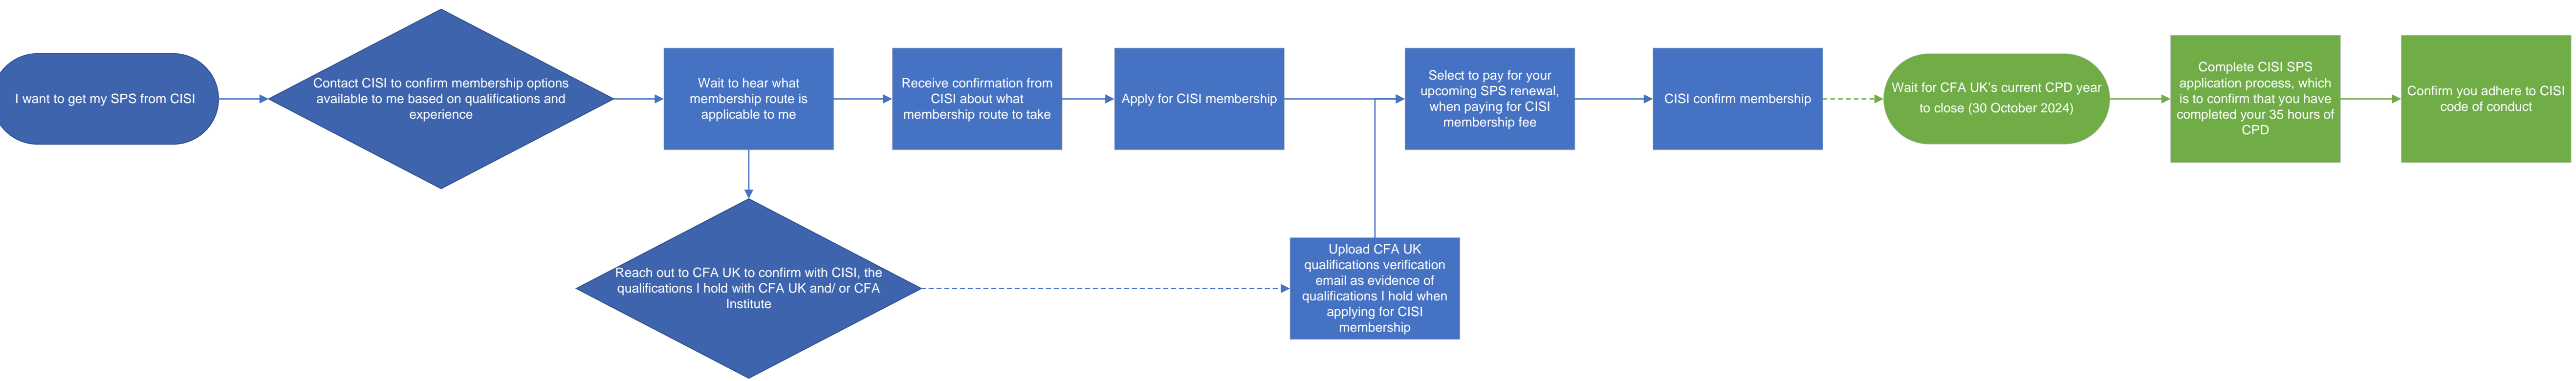 I want to get my SPS from CISI
Contact CISI to confirm membership options
available to me based on qualifications and
experience
Wait to hear what
membership route is
applicable to me
Receive confirmation from
CISI about what
membership route to take
Apply for CISI membership
Select to pay for your
upcoming SPS renewal,
when paying for CISI
membership fee
CISI confirm membership
Wait for CFA UK's current CPD year
to close (30 October 2024)
Complete CISI SPS
application process, which
is to confirm that you have
completed your 35 hours of
CPD
Confirm you adhere to CISI
code of conduct
Reach out to CFA UK to confirm with CISI, the
qualifications I hold with CFA UK and/ or CFA
Institute
Upload CFA UK
qualifications verification
email as evidence of
qualifications I hold when
applying for CISI
membership